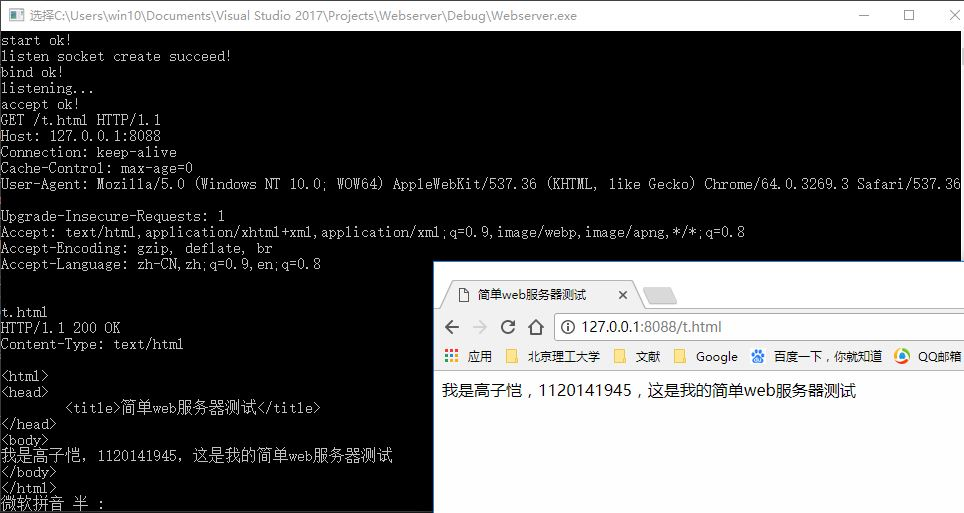 选择C:\Users\win10\Documents\Visual Studio 2017\Projects\Webserver\Debug\Webserver.exe
start ok!
listen socket create succeed!
bind ok!
listening...
accept ok!
GET /t.html HTTP/1.1
Host: 127.0.0.1:8088
Connection: keep-alive
Cache-Control: max-age=0
User-Agent: Mozilla/5.0 (Windows NT 10.0; WOW64) AppleWebKit/537.36 (KHTML, like Gecko) Chrome/64.0.3269.3 Safari/537.36
Upgrade-Insecure-Requests: 1
Accept: text/html,application/xhtml+xml,application/xml;q=0.9,image/webp,image/apng,*/*;q=0.8
Accept-Encoding: gzip, deflate, br
Accept-Language: zh-CN,zh;q=0.9,en;q=0.8
t.html
HTTP/1.1 200 OK
Content-Type: text/html
<html>
<head>
<title>简单web服务器测试</title>
</head>
<body>
我是高子恺，1120141945，这是我的简单web服务器测试
</body>
</html>
微软拼音 半 :
简单web服务器测试
127.0.0.1:8088/t.html
应用 北京理工大学 文献 Google 百度一下，你就知道 QQ邮箱
我是高子恺，1120141945，这是我的简单web服务器测试